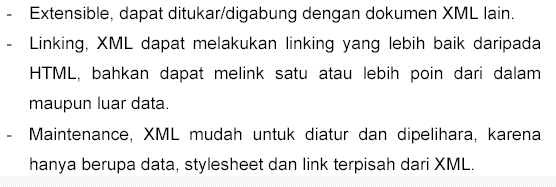 - Extensible, dapat ditukar/digabung dengan dokumen XML lain.
- Linking, XML dapat melakukan linking yang lebih baik daripada
HTML, bahkan dapat melink satu atau lebih poin dari dalam
maupun luar data.
- Maintenance, XML mudah untuk diatur dan dipelihara, karena
hanya berupa data, stylesheet dan link terpisah dari XML.